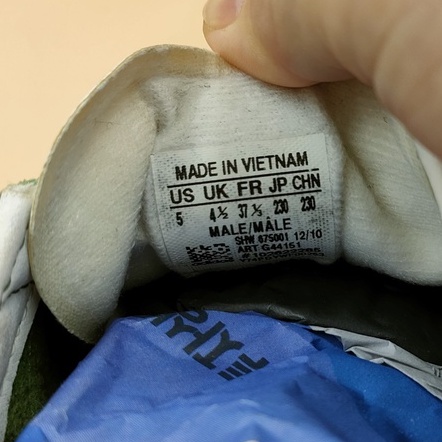 MADE IN VIETNAM
US UK FR JP CHN
5 4½ 37⅓ 230 230
MALE/MÂLE
SHW 675001 12/10
ART G44151